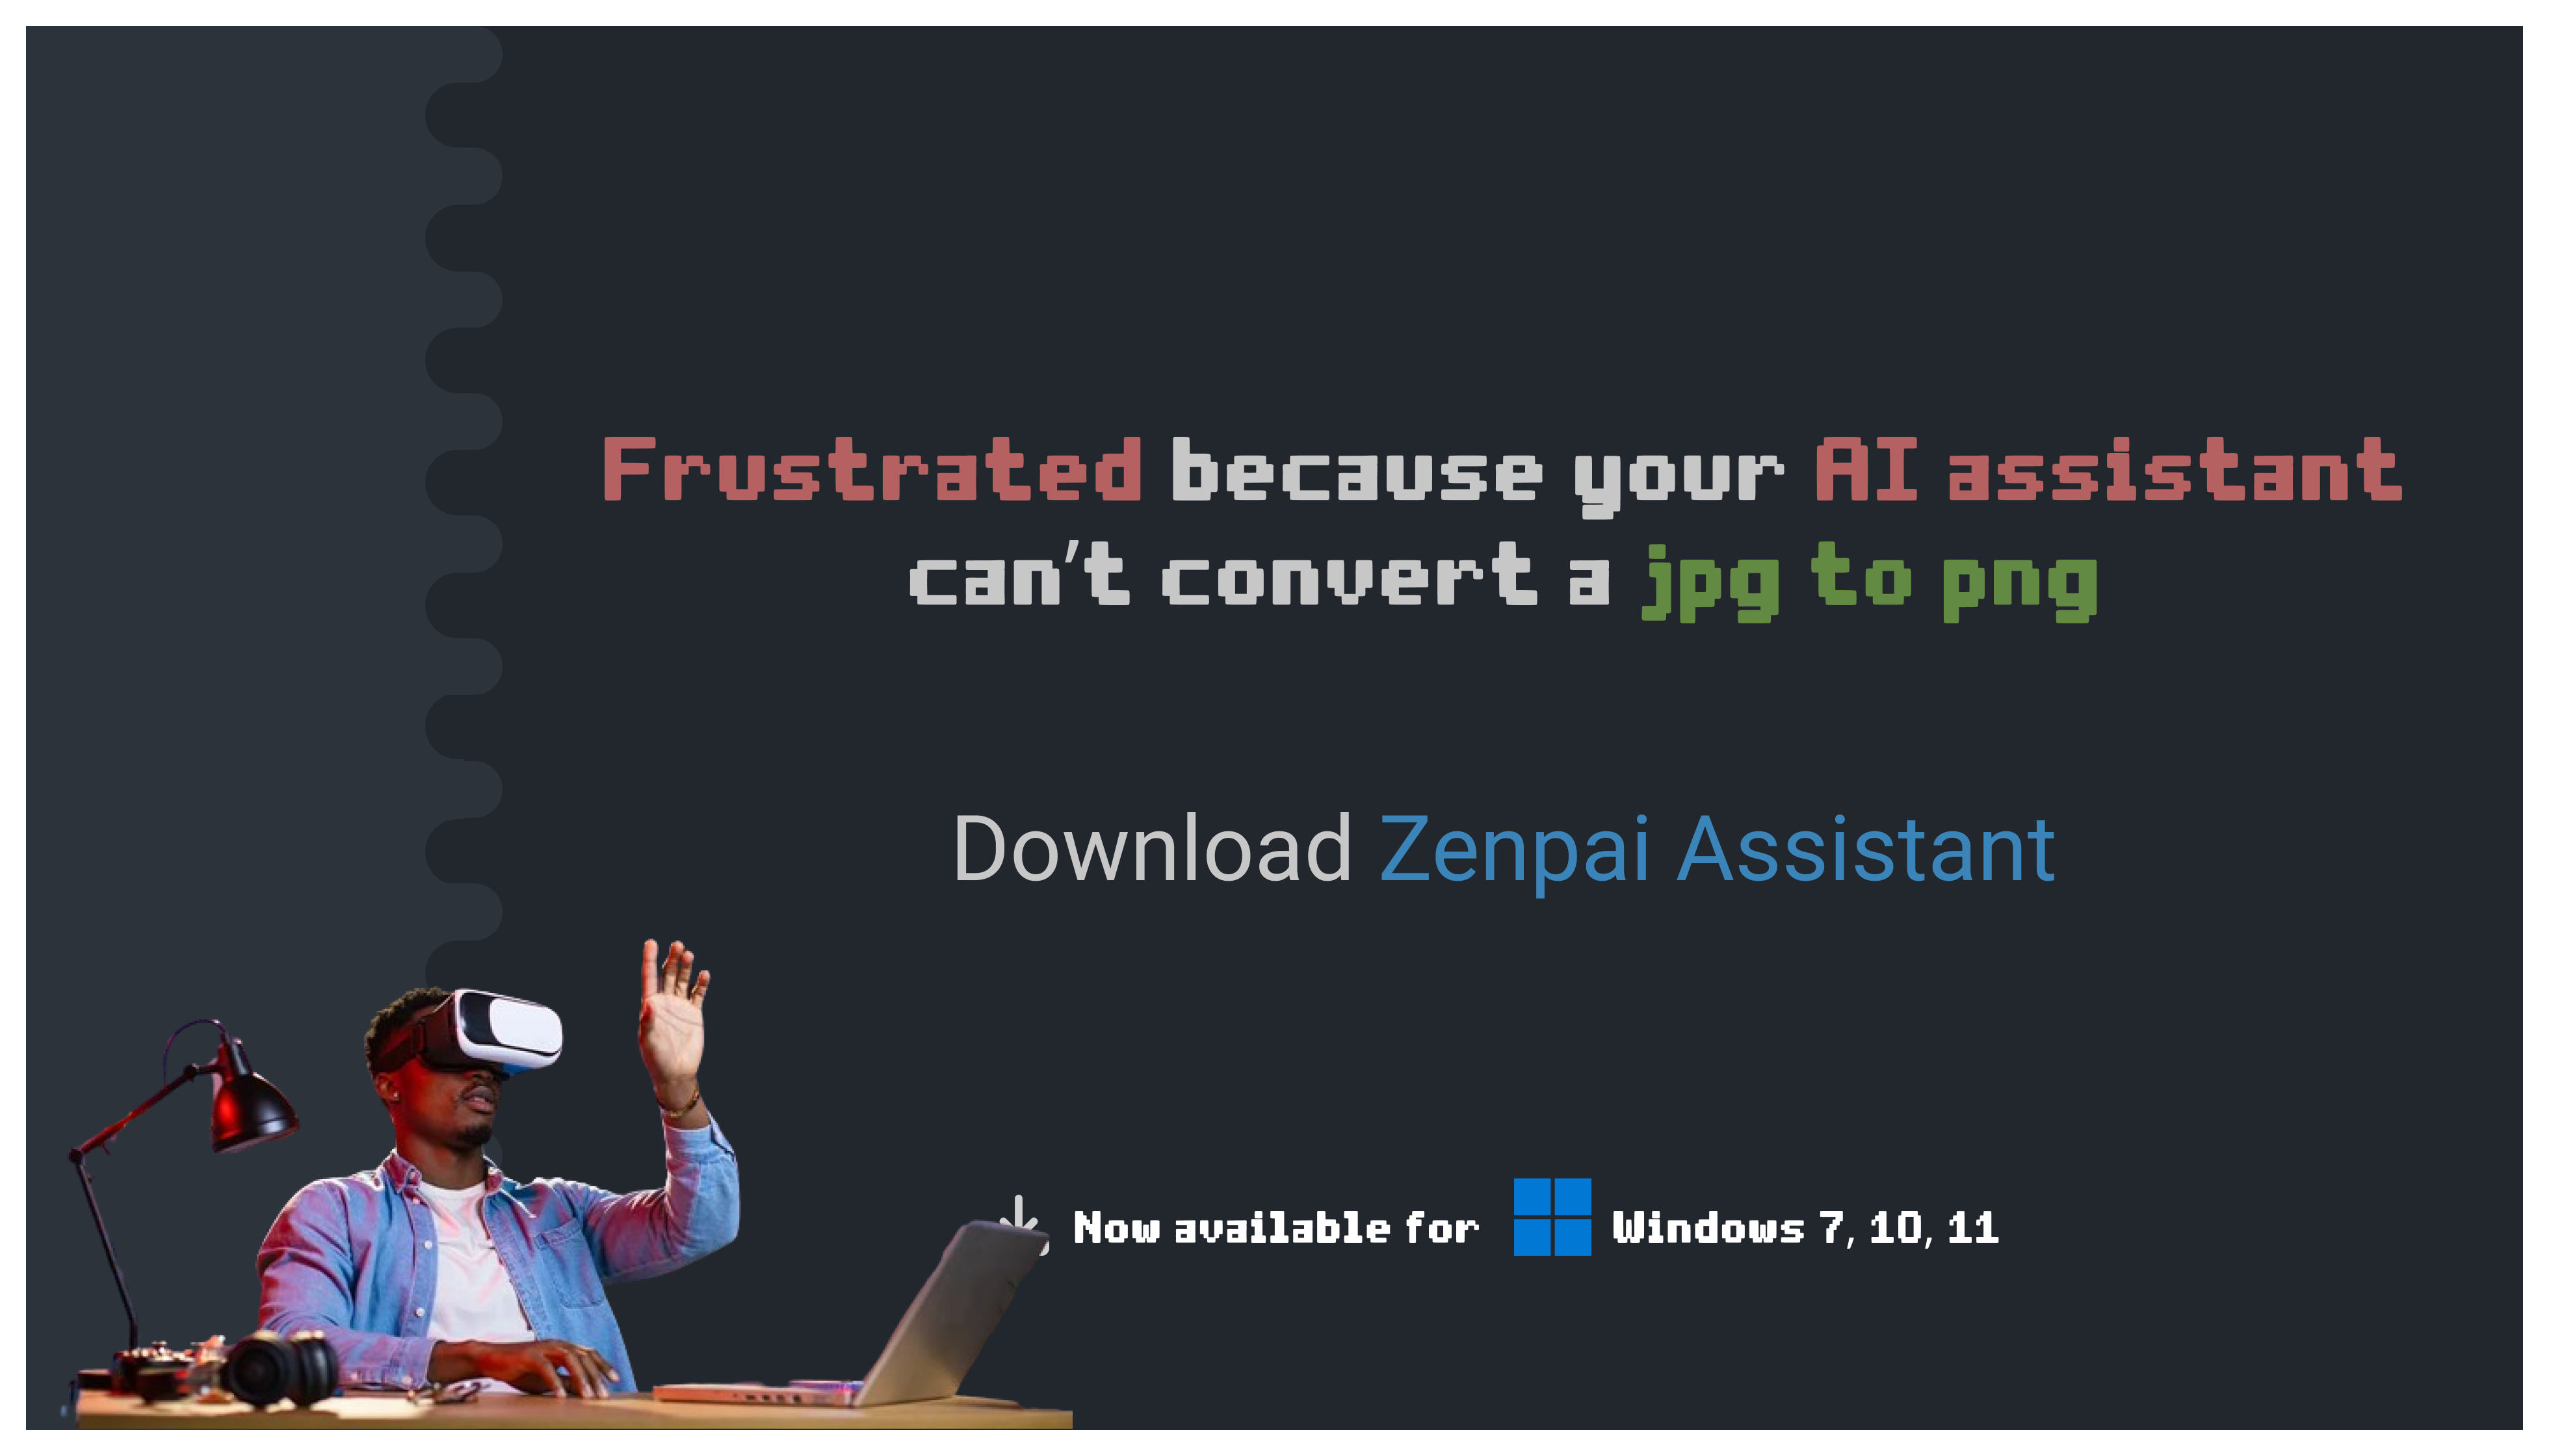 Frustrated because your AI assistant
can't convert a jpg to png
Download Zenpai Assistant
Now available for Windows 7, 10, 11